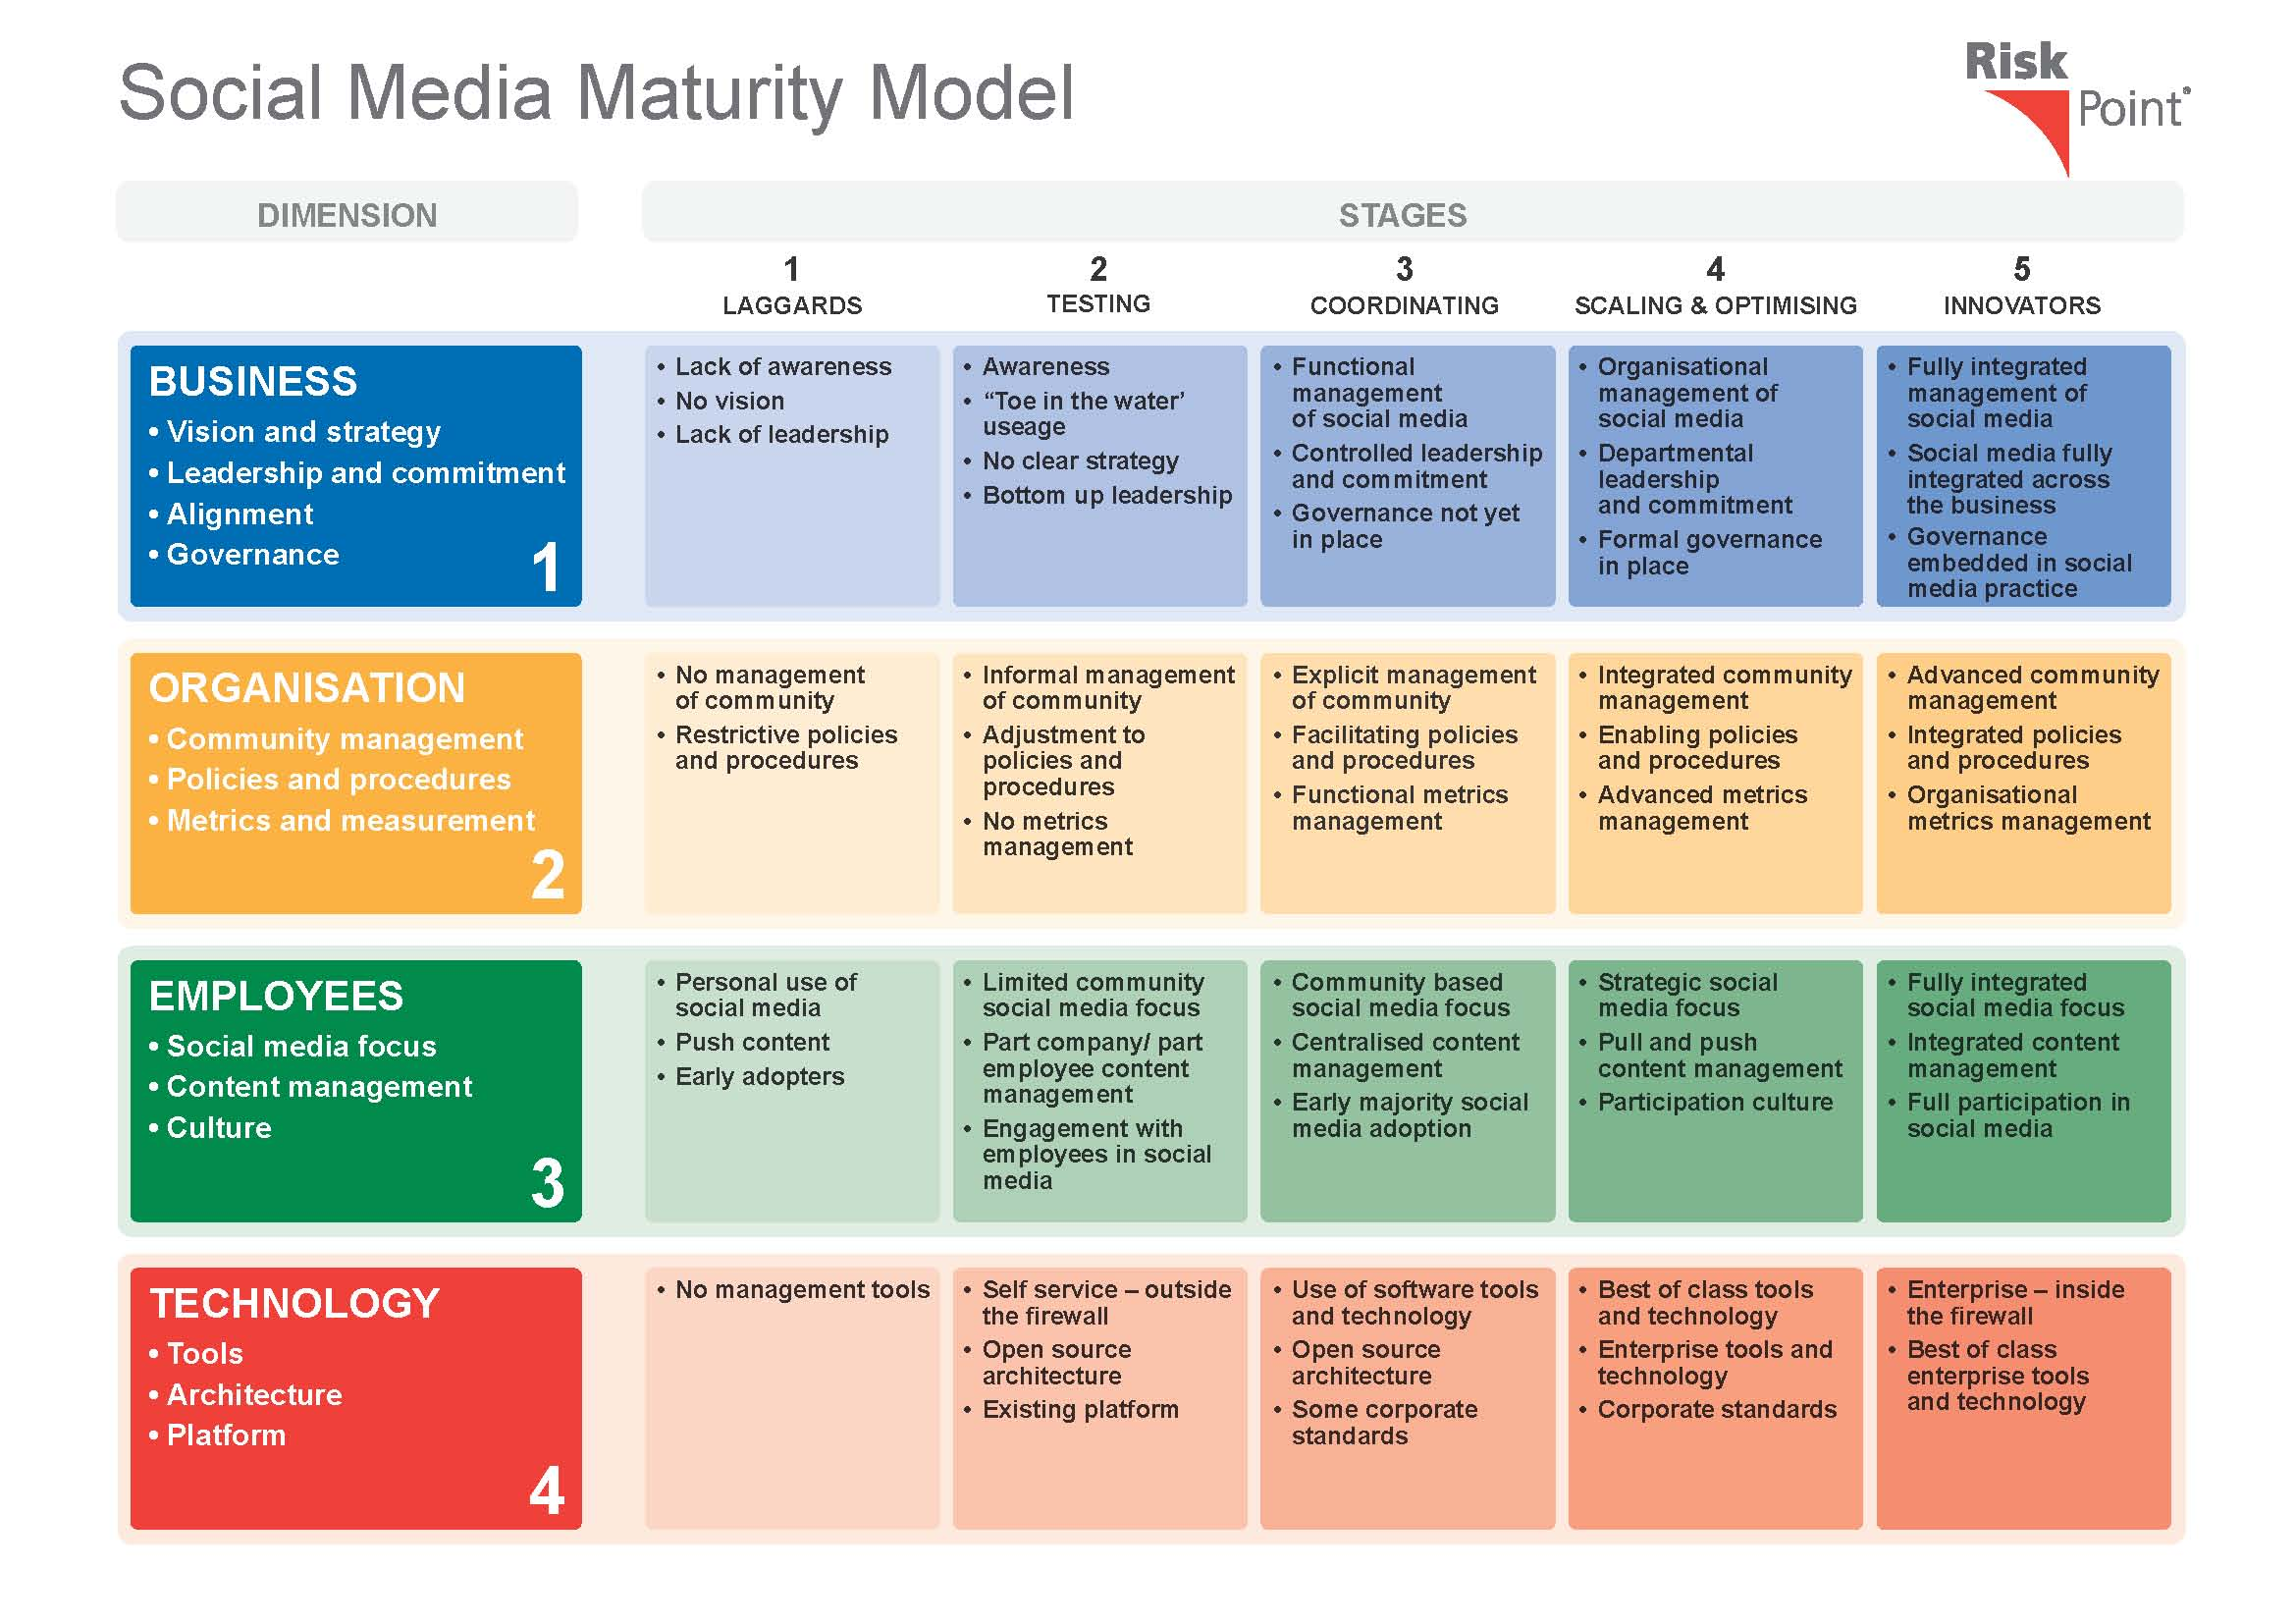 Social Media Maturity Model
Risk
Point®
DIMENSION
STAGES
1
LAGGARDS
2
TESTING
3
COORDINATING
4
SCALING & OPTIMISING
5
INNOVATORS
BUSINESS
• Vision and strategy
• Leadership and commitment
• Alignment
• Governance
1
• Lack of awareness
• No vision
• Lack of leadership
• Awareness
• “Toe in the water’
useage
• No clear strategy
• Bottom up leadership
• Functional
management
of social media
• Controlled leadership
and commitment
• Governance not yet
in place
• Organisational
management of
social media
• Departmental
leadership
and commitment
• Formal governance
in place
• Fully integrated
management of
social media
• Social media fully
integrated across
the business
• Governance
embedded in social
media practice
ORGANISATION
• Community management
• Policies and procedures
• Metrics and measurement
2
• No management
of community
• Restrictive policies
and procedures
• Informal management
of community
• Adjustment to
policies and
procedures
• No metrics
management
• Explicit management
of community
• Facilitating policies
and procedures
• Functional metrics
management
• Integrated community
management
• Enabling policies
and procedures
• Advanced metrics
management
• Advanced community
management
• Integrated policies
and procedures
• Organisational
metrics management
EMPLOYEES
• Social media focus
• Content management
• Culture
3
• Personal use of
social media
• Push content
• Early adopters
• Limited community
social media focus
• Part company/ part
employee content
management
• Engagement with
employees in social
media
• Community based
social media focus
• Centralised content
management
• Early majority social
media adoption
• Strategic social
media focus
• Pull and push
content management
• Participation culture
• Fully integrated
social media focus
• Integrated content
management
• Full participation in
social media
TECHNOLOGY
• Tools
• Architecture
• Platform
4
• No management tools
• Self service – outside
the firewall
• Open source
architecture
• Existing platform
• Use of software tools
and technology
• Open source
architecture
• Some corporate
standards
• Best of class tools
and technology
• Enterprise tools and
technology
• Corporate standards
• Enterprise – inside
the firewall
• Best of class
enterprise tools
and technology